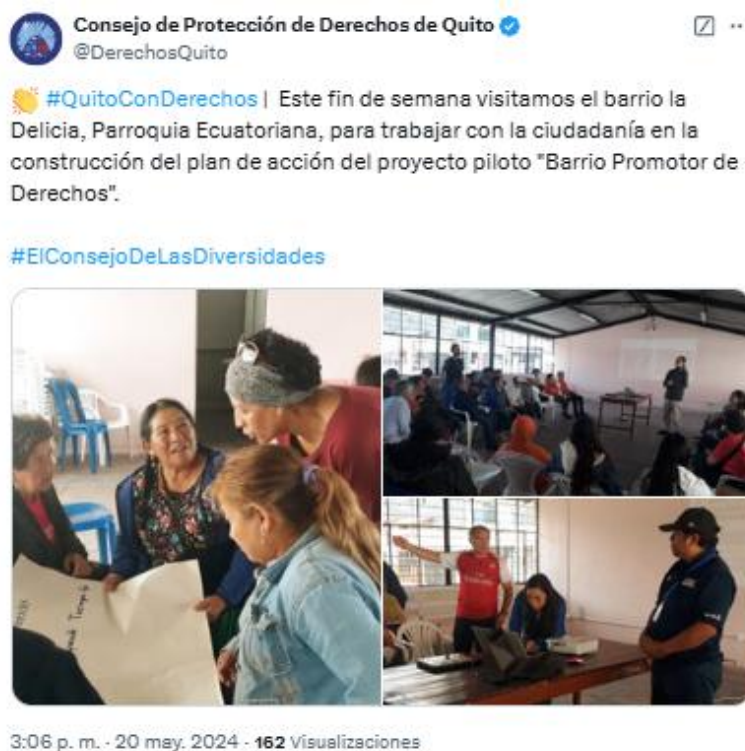 Consejo de Protección de Derechos de Quito
@DerechosQuito
👏 #QuitoConDerechos | Este fin de semana visitamos el barrio la
Delicia, Parroquia Ecuatoriana, para trabajar con la ciudadanía en la
construcción del plan de acción del proyecto piloto "Barrio Promotor de
Derechos".
#ElConsejoDeLasDiversidades
3:06 p. m. · 20 may. 2024 · 162 Visualizaciones